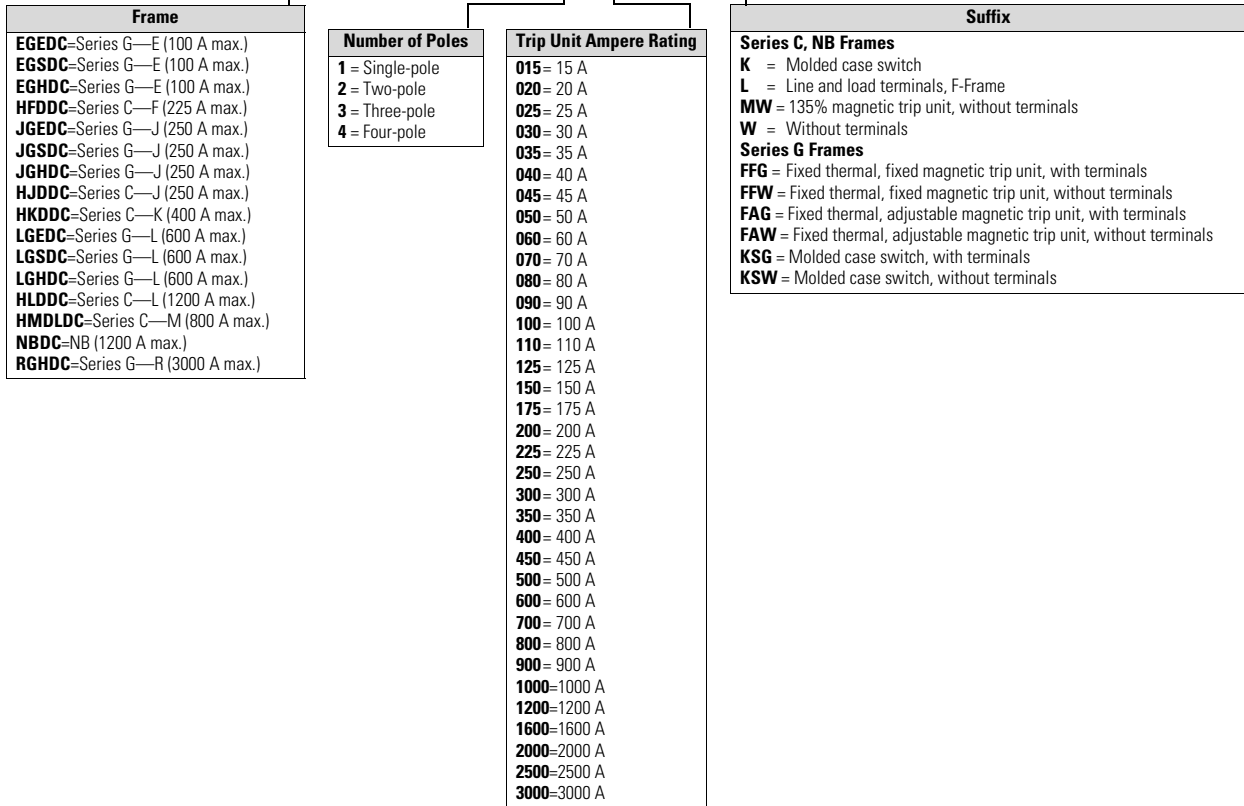 Frame
EGEDC=Series G—E (100 A max.)
EGSDC=Series G—E (100 A max.)
EGHDC=Series G—E (100 A max.)
HFDDC=Series C—F (225 A max.)
JGEDC=Series G—J (250 A max.)
JGSDC=Series G—J (250 A max.)
JGHDC=Series G—J (250 A max.)
HJDDC=Series C—J (250 A max.)
HKDDC=Series C—K (400 A max.)
LGEDC=Series G—L (600 A max.)
LGSDC=Series G—L (600 A max.)
LGHDC=Series G—L (600 A max.)
HLDDC=Series C—L (1200 A max.)
HMDLDC=Series C—M (800 A max.)
NBDC=NB (1200 A max.)
RGHDC=Series G—R (3000 A max.)
Number of Poles
1 = Single-pole
2 = Two-pole
3 = Three-pole
4 = Four-pole
Trip Unit Ampere Rating
015 = 15 A
020 = 20 A
025 = 25 A
030 = 30 A
035 = 35 A
040 = 40 A
045 = 45 A
050 = 50 A
060 = 60 A
070 = 70 A
080 = 80 A
090 = 90 A
100 = 100 A
110 = 110 A
125 = 125 A
150 = 150 A
175 = 175 A
200 = 200 A
225 = 225 A
250 = 250 A
300 = 300 A
350 = 350 A
400 = 400 A
450 = 450 A
500 = 500 A
600 = 600 A
700 = 700 A
800 = 800 A
900 = 900 A
1000=1000 A
1200=1200 A
1600=1600 A
2000=2000 A
2500=2500 A
3000=3000 A
Suffix
Series C, NB Frames
K = Molded case switch
L = Line and load terminals, F-Frame
MW = 135% magnetic trip unit, without terminals
W = Without terminals
Series G Frames
FFG = Fixed thermal, fixed magnetic trip unit, with terminals
FFW = Fixed thermal, fixed magnetic trip unit, without terminals
FAG = Fixed thermal, adjustable magnetic trip unit, with terminals
FAW = Fixed thermal, adjustable magnetic trip unit, without terminals
KSG = Molded case switch, with terminals
KSW = Molded case switch, without terminals